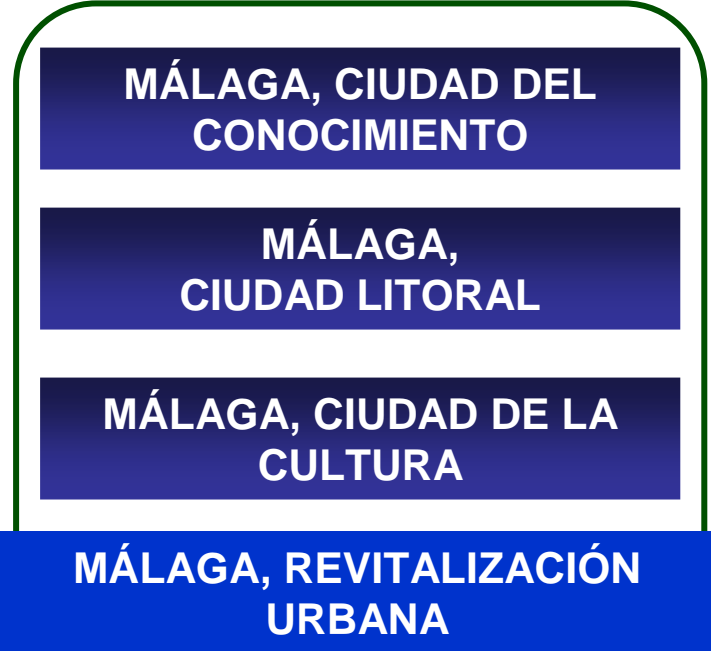 MÁLAGA, CIUDAD DEL
CONOCIMIENTO
MÁLAGA,
CIUDAD LITORAL
MÁLAGA, CIUDAD DE LA
CULTURA
MÁLAGA, REVITALIZACIÓN
URBANA